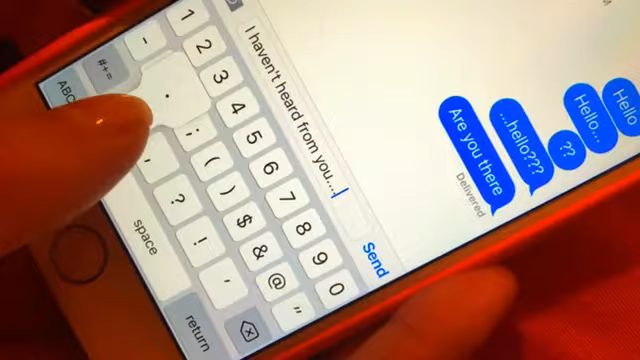 Hello
Hello...
??
...hello???
Are you there
Delivered
I haven't heard from you....
Send
1 2 3 4 5 6 7 8 9 0
- . ; ( ) $ & @ "
#+= . , ? ! '
ABC space return